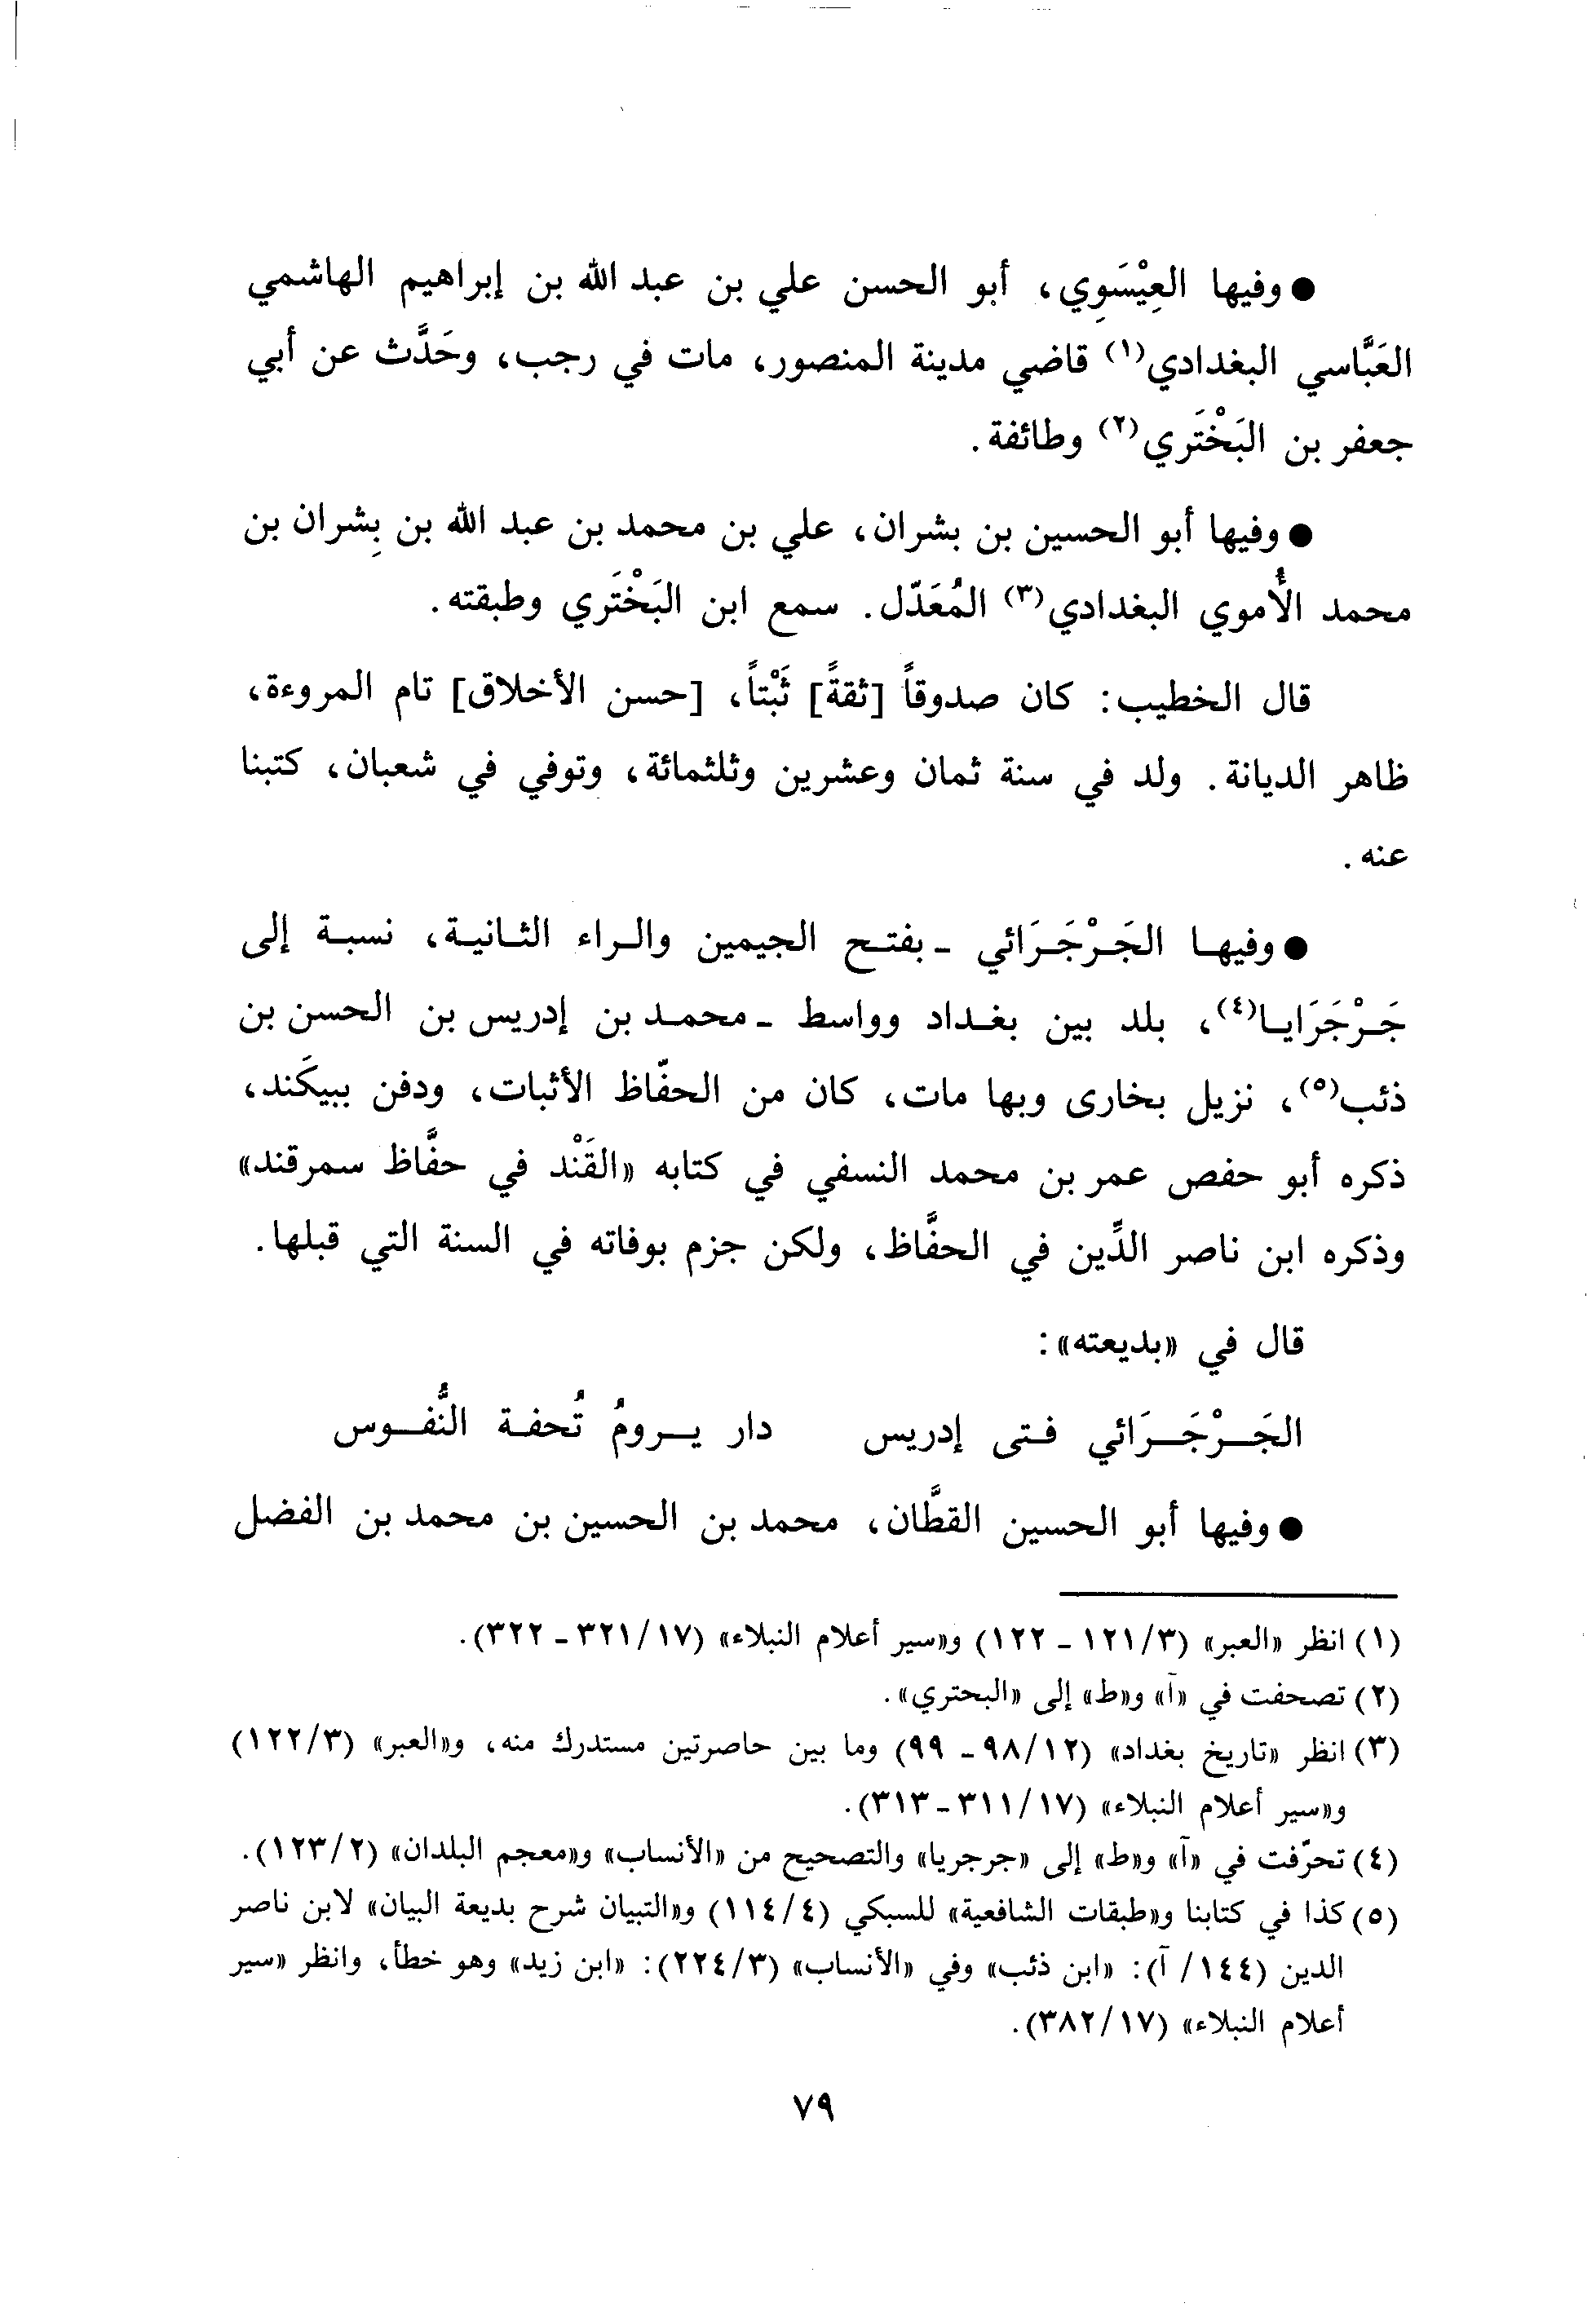 ● وفيها العِيْسَوِي، أبو الحسن علي بن عبد الله بن إبراهيم الهاشمي
العَبَّاسي البغدادي(١) قاضي مدينة المنصور، مات في رجب، وحَدَّث عن أبي
جعفر بن البَخْتَري(٢) وطائفة.
● وفيها أبو الحسين بن بشران، علي بن محمد بن عبد الله بن بِشران بن
محمد الأُموي البغدادي(٣) المُعَدّل. سمع ابن البَخْتَري وطبقته.
قال الخطيب: كان صدوقاً [ثقةً] ثَبْتاً، [حسن الأخلاق] تام المروءة،
ظاهر الديانة. ولد في سنة ثمان وعشرين وثلثمائة، وتوفي في شعبان، كتبنا
عنه.
● وفيها الجَرْجَرَائي ـ بفتح الجيمين والراء الثانية، نسبة إلى
جَرْجَرَايا(٤)، بلد بين بغداد وواسط ـ محمد بن إدريس بن الحسن بن
ذئب(٥)، نزيل بخارى وبها مات، كان من الحفّاظ الأثبات، ودفن ببيكَند،
ذكره أبو حفص عمر بن محمد النسفي في كتابه «القَنْد في حفَّاظ سمرقند»
وذكره ابن ناصر الدِّين في الحفَّاظ، ولكن جزم بوفاته في السنة التي قبلها.
قال في «بديعته»:
الجَرْجَرَائي فتى إدريس دار يرومُ تُحفة النُّفوس
● وفيها أبو الحسين القطَّان، محمد بن الحسين بن محمد بن الفضل
(١) انظر «العبر» (١٢١/٣ ـ ١٢٢) و«سير أعلام النبلاء» (٣٢١/١٧ ـ ٣٢٢).
(٢) تصحفت في «آ» و«ط» إلى «البحتري».
(٣) انظر «تاريخ بغداد» (٩٨/١٢ ـ ٩٩) وما بين حاصرتين مستدرك منه، و«العبر» (١٢٢/٣)
و«سير أعلام النبلاء» (٣١١/١٧ ـ ٣١٣).
(٤) تحرّفت في «آ» و«ط» إلى «جرجريا» والتصحيح من «الأنساب» و«معجم البلدان» (١٢٣/٢).
(٥) كذا في كتابنا و«طبقات الشافعية» للسبكي (١١٤/٤) و«التبيان شرح بديعة البيان» لابن ناصر
الدين (١٤٤/ آ): «ابن ذئب» وفي «الأنساب» (٢٢٤/٣): «ابن زيد» وهو خطأ، وانظر «سير
أعلام النبلاء» (٣٨٢/١٧).
٧٩